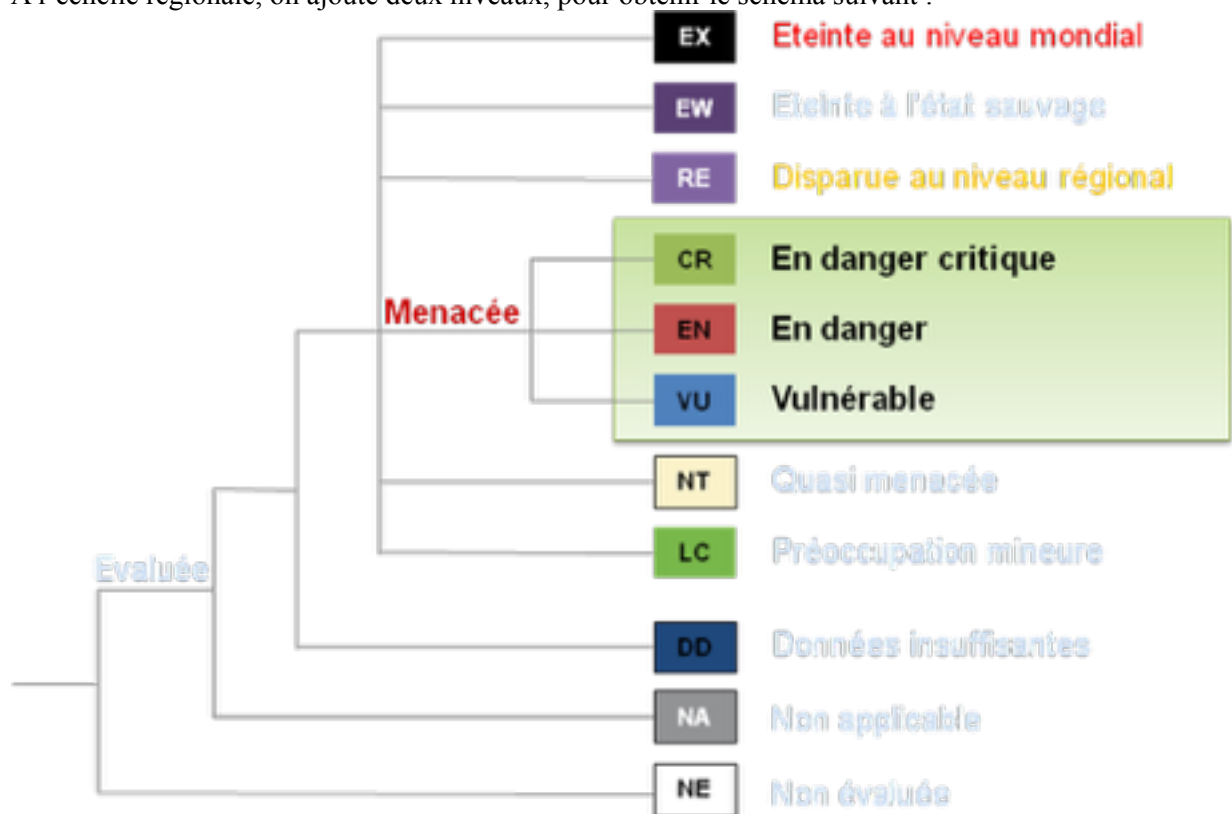 A l'échelle régionale, on ajoute deux niveaux, pour obtenir le schéma suivant :
EX Eteinte au niveau mondial
EW Eteinte à l'état sauvage
RE Disparue au niveau régional
CR En danger critique
Menacée
EN En danger
VU Vulnérable
NT Quasi menacée
LC Préoccupation mineure
Evaluée
DD Données insuffisantes
NA Non applicable
NE Non évaluée